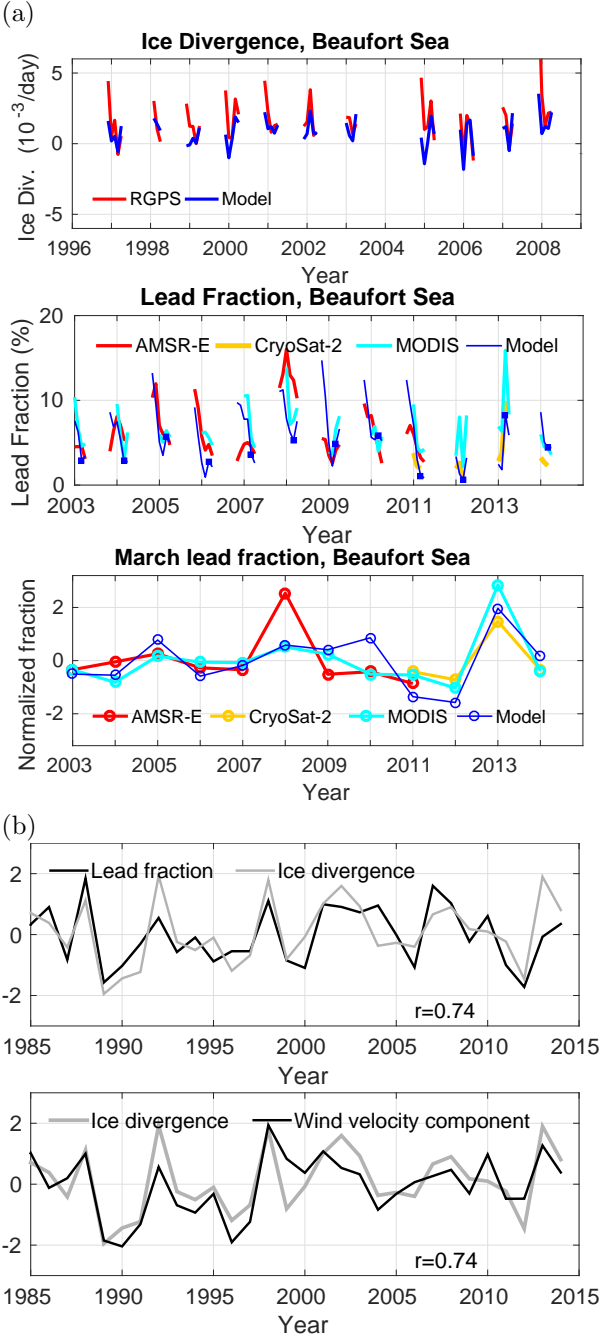 (a)
Ice Divergence, Beaufort Sea
Ice Div. (10⁻³/day)
5
0
-5
RGPS Model
1996 1998 2000 2002 2004 2006 2008
Year
Lead Fraction, Beaufort Sea
Lead Fraction (%)
20
10
0
AMSR-E CryoSat-2 MODIS Model
2003 2005 2007 2009 2011 2013
Year
March lead fraction, Beaufort Sea
Normalized fraction
2
0
-2
AMSR-E CryoSat-2 MODIS Model
2003 2005 2007 2009 2011 2013
Year
(b)
Lead fraction Ice divergence
2
0
-2
r=0.74
1985 1990 1995 2000 2005 2010 2015
Year
Ice divergence Wind velocity component
2
0
-2
r=0.74
1985 1990 1995 2000 2005 2010 2015
Year